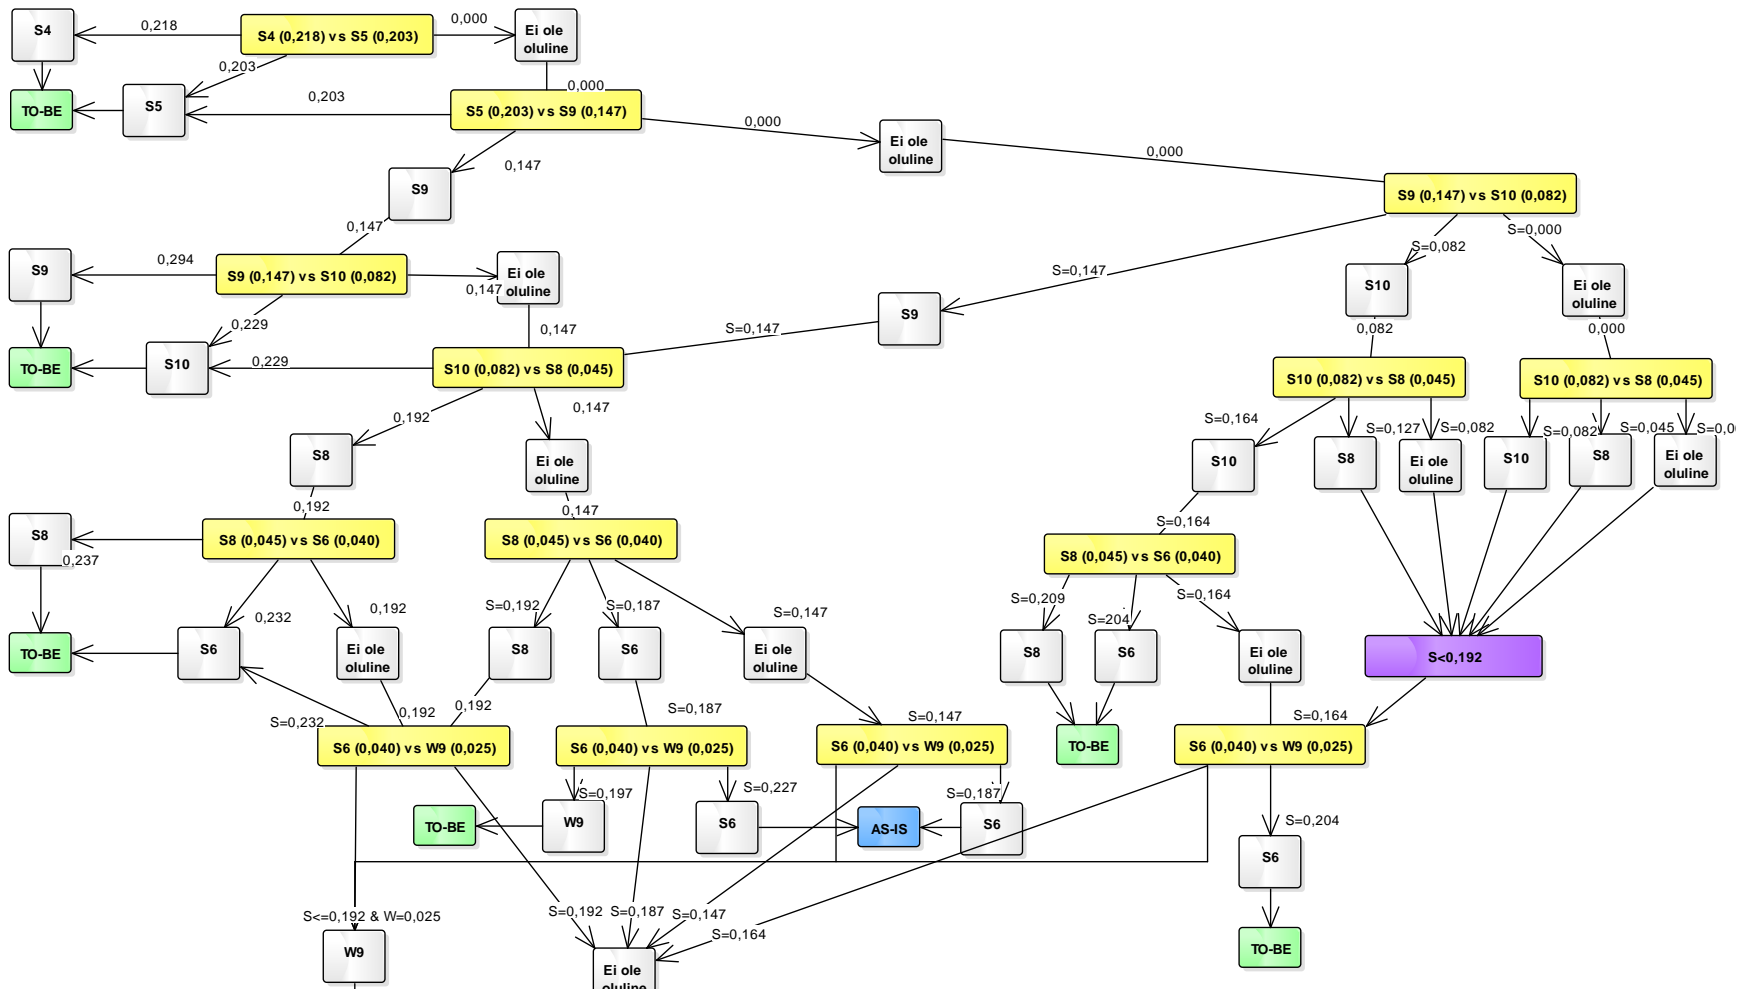 S4
0,218
S4 (0,218) vs S5 (0,203)
0,000
Ei ole
oluline
0,203
0,000
TO-BE
S5
0,203
S5 (0,203) vs S9 (0,147)
0,000
Ei ole
oluline
0,000
0,147
S9
S9 (0,147) vs S10 (0,082)
0,147
S=0,082
S=0,000
S9
0,294
S9 (0,147) vs S10 (0,082)
0,147
Ei ole
oluline
S=0,147
S10
Ei ole
oluline
S9
0,229
0,147
S=0,147
0,082
0,000
TO-BE
S10
0,229
S10 (0,082) vs S8 (0,045)
S10 (0,082) vs S8 (0,045)
S10 (0,082) vs S8 (0,045)
0,192
0,147
S=0,164
S=0,127
S=0,082
S=0,082
S=0,045
S=0,0
S8
Ei ole
oluline
S10
S8
Ei ole
oluline
S10
S8
Ei ole
oluline
0,192
0,147
S=0,164
S8
0,237
S8 (0,045) vs S6 (0,040)
S8 (0,045) vs S6 (0,040)
S8 (0,045) vs S6 (0,040)
0,232
0,192
S=0,192
S=0,187
S=0,147
S=0,209
S=204
S=0,164
TO-BE
S6
Ei ole
oluline
S8
S6
Ei ole
oluline
S8
S6
Ei ole
oluline
S<0,192
S=0,232
0,192
0,192
S=0,187
S=0,147
S=0,164
S6 (0,040) vs W9 (0,025)
S6 (0,040) vs W9 (0,025)
S6 (0,040) vs W9 (0,025)
TO-BE
S6 (0,040) vs W9 (0,025)
S=0,197
S=0,227
S=0,187
S=0,204
TO-BE
W9
S6
AS-IS
S6
S6
S<=0,192 & W=0,025
S=0,192
S=0,187
S=0,147
S=0,164
W9
Ei ole
oluline
TO-BE